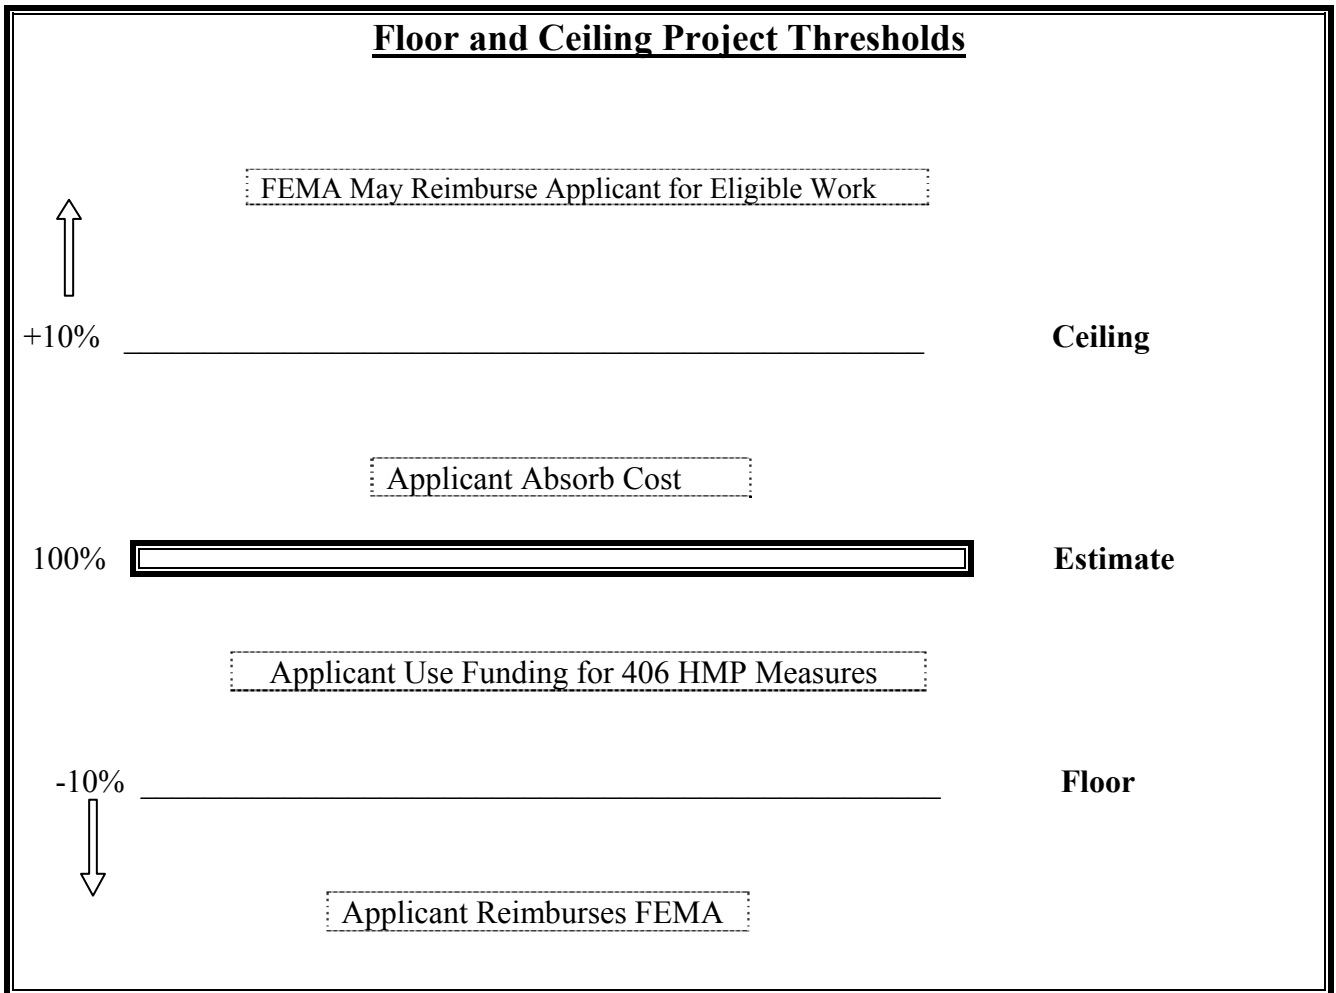 Floor and Ceiling Project Thresholds
FEMA May Reimburse Applicant for Eligible Work
+10% Ceiling
Applicant Absorb Cost
100% Estimate
Applicant Use Funding for 406 HMP Measures
-10% Floor
Applicant Reimburses FEMA